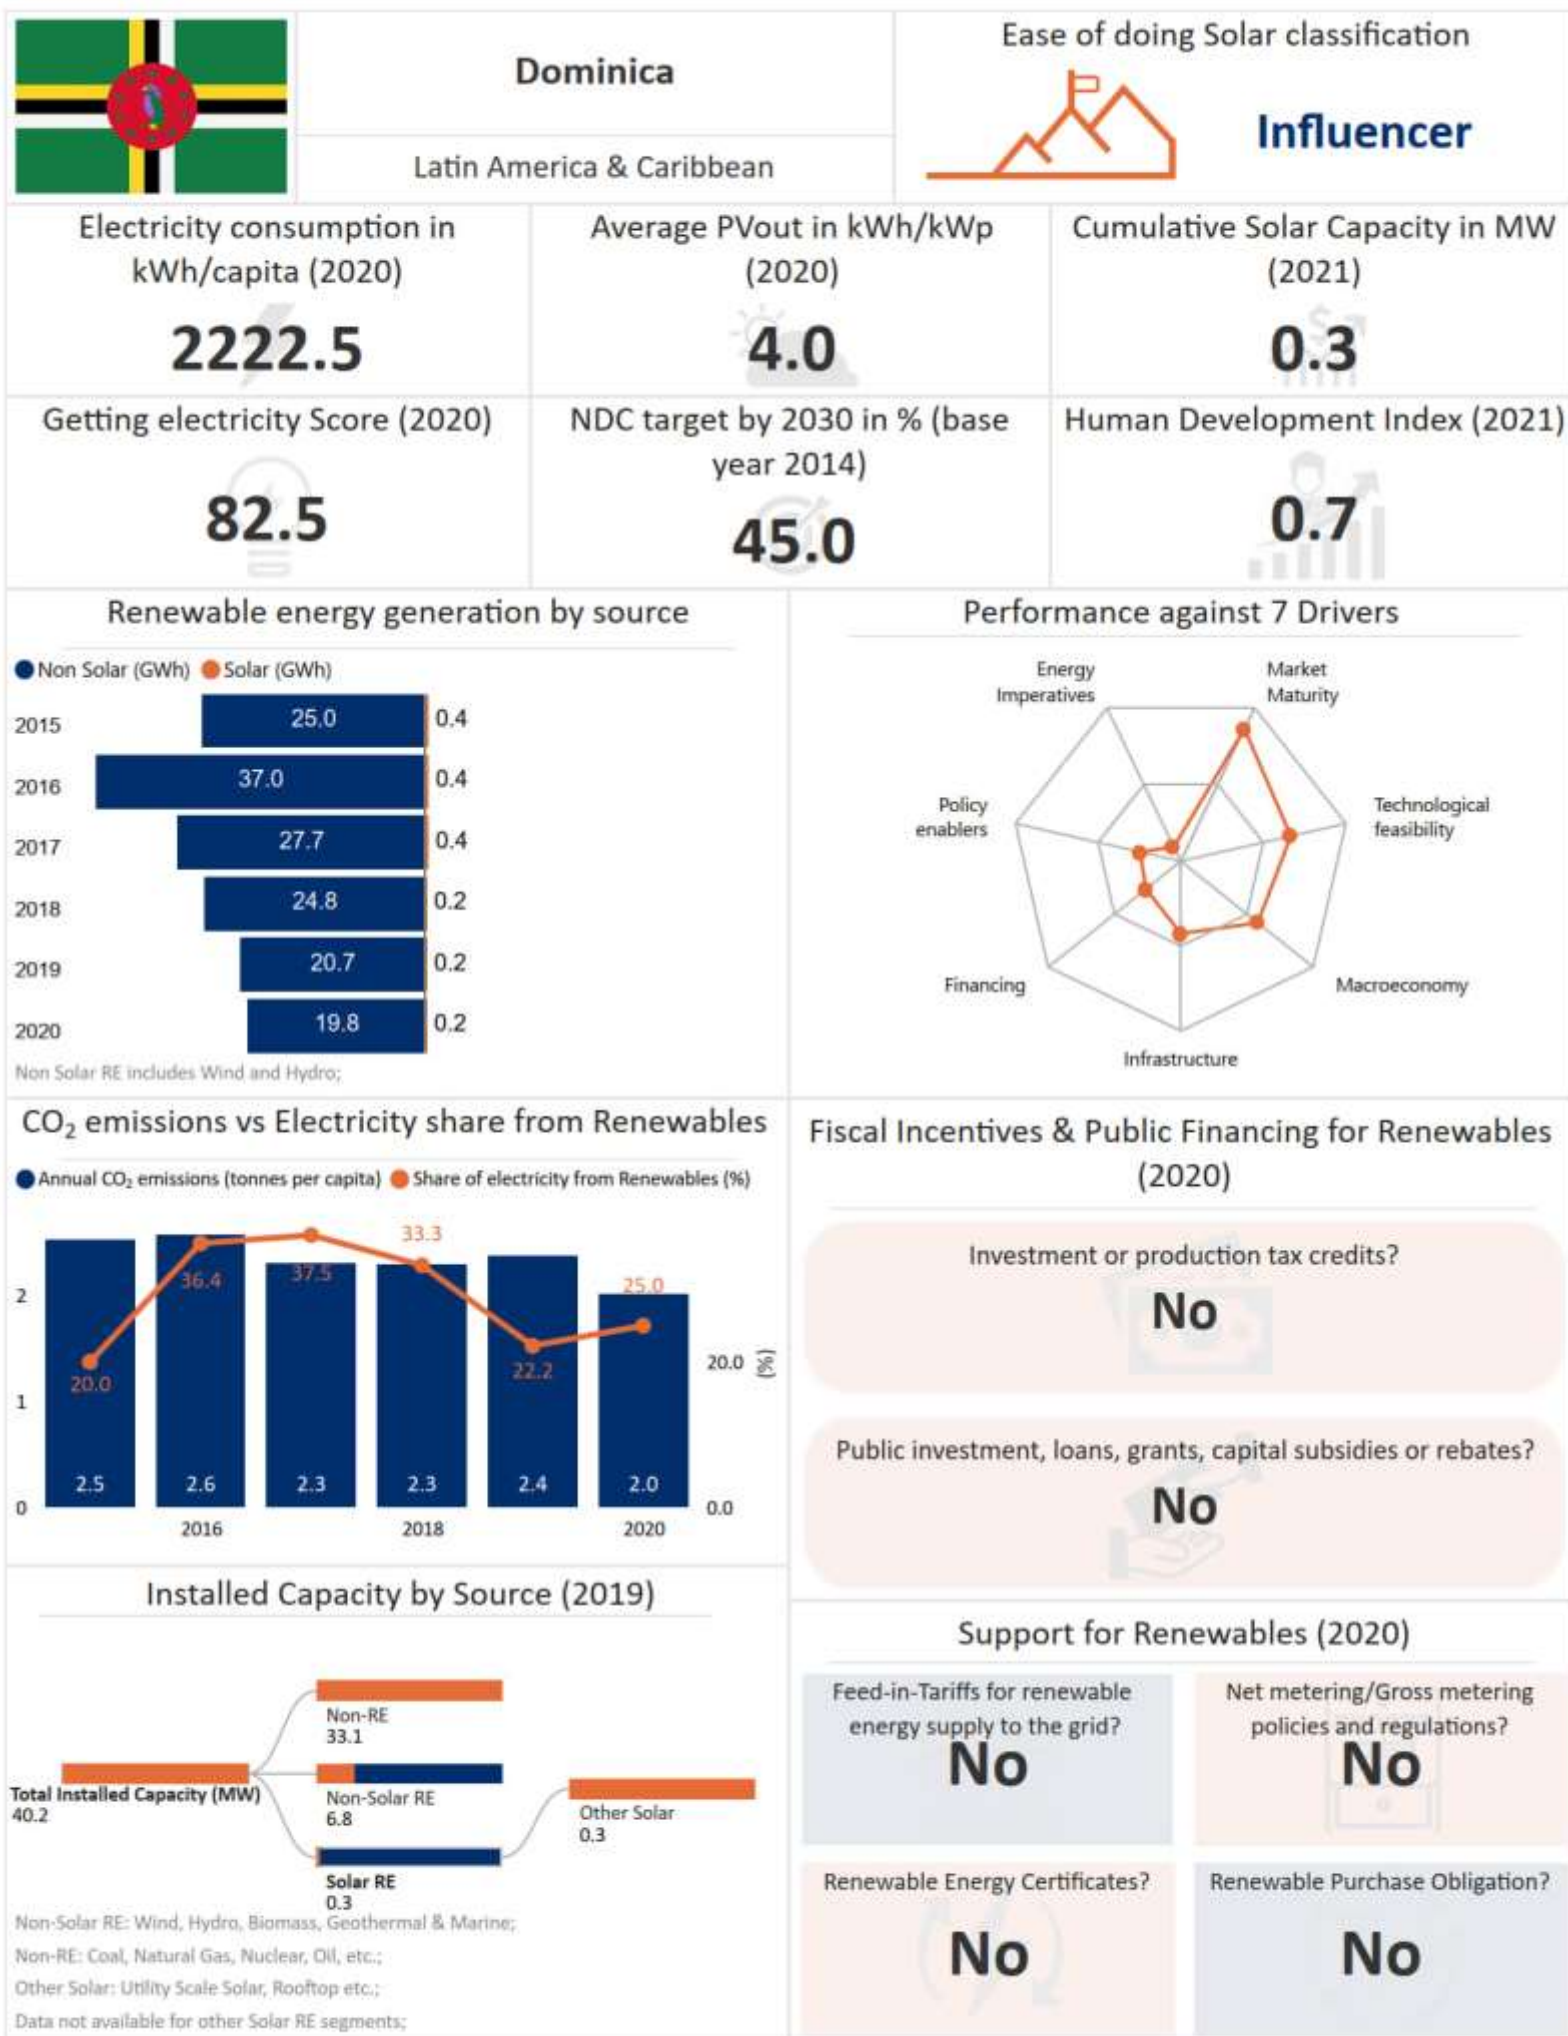 Dominica
Latin America & Caribbean
Ease of doing Solar classification
Influencer
Electricity consumption in
kWh/capita (2020)
2222.5
Average PVout in kWh/kWp
(2020)
4.0
Cumulative Solar Capacity in MW
(2021)
0.3
Getting electricity Score (2020)
82.5
NDC target by 2030 in % (base
year 2014)
45.0
Human Development Index (2021)
0.7
Renewable energy generation by source
Non Solar (GWh) Solar (GWh)
2015 25.0 0.4
2016 37.0 0.4
2017 27.7 0.4
2018 24.8 0.2
2019 20.7 0.2
2020 19.8 0.2
Non Solar RE includes Wind and Hydro;
Performance against 7 Drivers
Energy
Imperatives
Market
Maturity
Policy
enablers
Technological
feasibility
Financing
Macroeconomy
Infrastructure
CO₂ emissions vs Electricity share from Renewables
Annual CO₂ emissions (tonnes per capita) Share of electricity from Renewables (%)
33.3
36.4 37.5 25.0
2
20.0 22.2 20.0 (%)
1
2.5 2.6 2.3 2.3 2.4 2.0
0 0.0
2016 2018 2020
Fiscal Incentives & Public Financing for Renewables
(2020)
Investment or production tax credits?
No
Public investment, loans, grants, capital subsidies or rebates?
No
Installed Capacity by Source (2019)
Non-RE
33.1
Total Installed Capacity (MW)
40.2
Non-Solar RE
6.8
Other Solar
0.3
Solar RE
0.3
Non-Solar RE: Wind, Hydro, Biomass, Geothermal & Marine;
Non-RE: Coal, Natural Gas, Nuclear, Oil, etc.;
Other Solar: Utility Scale Solar, Rooftop etc.;
Data not available for other Solar RE segments;
Support for Renewables (2020)
Feed-in-Tariffs for renewable
energy supply to the grid?
No
Net metering/Gross metering
policies and regulations?
No
Renewable Energy Certificates?
No
Renewable Purchase Obligation?
No